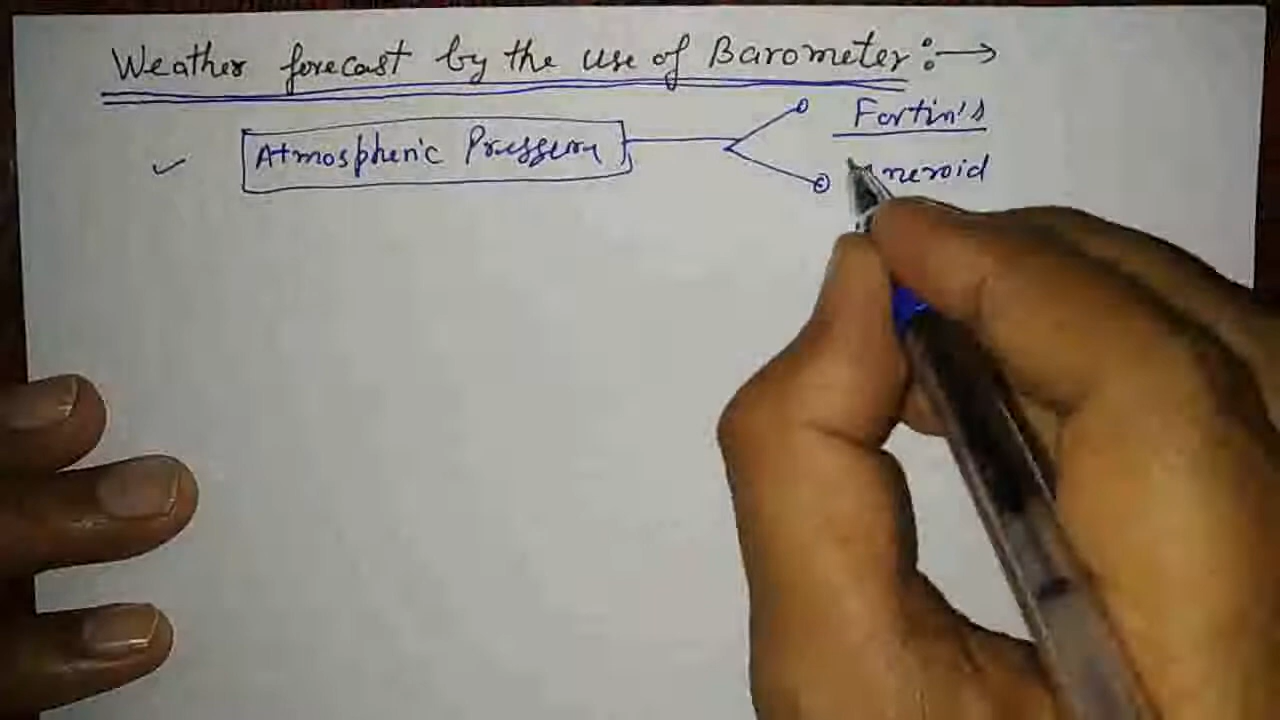 Weather forecast by the use of Barometer :→
✓ Atmospheric Pressure Fortin's
neroid